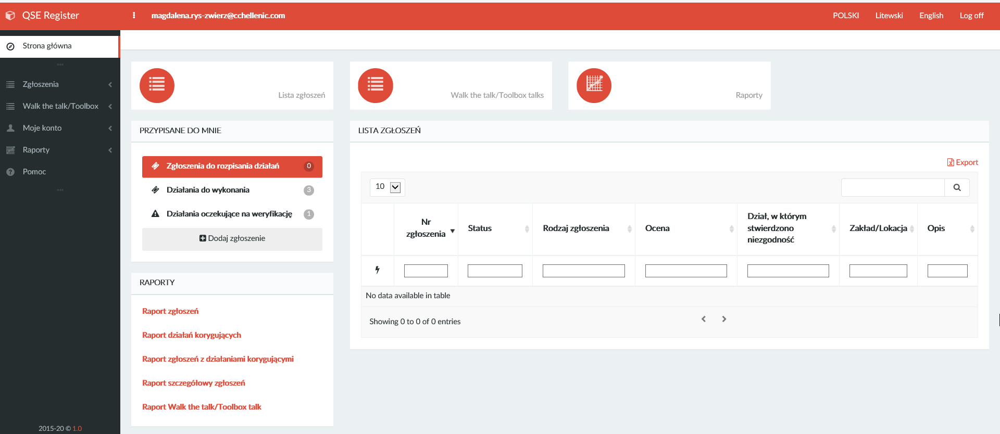 QSE Register
magdalena.rys-zwierz@cchellenic.com
POLSKI
Litewski
English
Log off
Strona główna
Zgłoszenia
Walk the talk/Toolbox
Moje konto
Raporty
Pomoc
2015-20 © 1.0
Lista zgłoszeń
Walk the talk/Toolbox talks
Raporty
PRZYPISANE DO MNIE
Zgłoszenia do rozpisania działań 0
Działania do wykonania 3
Działania oczekujące na weryfikację 1
Dodaj zgłoszenie
RAPORTY
Raport zgłoszeń
Raport działań korygujących
Raport zgłoszeń z działaniami korygującymi
Raport szczegółowy zgłoszeń
Raport Walk the talk/Toolbox talk
LISTA ZGŁOSZEŃ
Export
10
Nr
zgłoszenia
Status
Rodzaj zgłoszenia
Ocena
Dział, w którym
stwierdzono
niezgodność
Zakład/Lokacja
Opis
No data available in table
Showing 0 to 0 of 0 entries